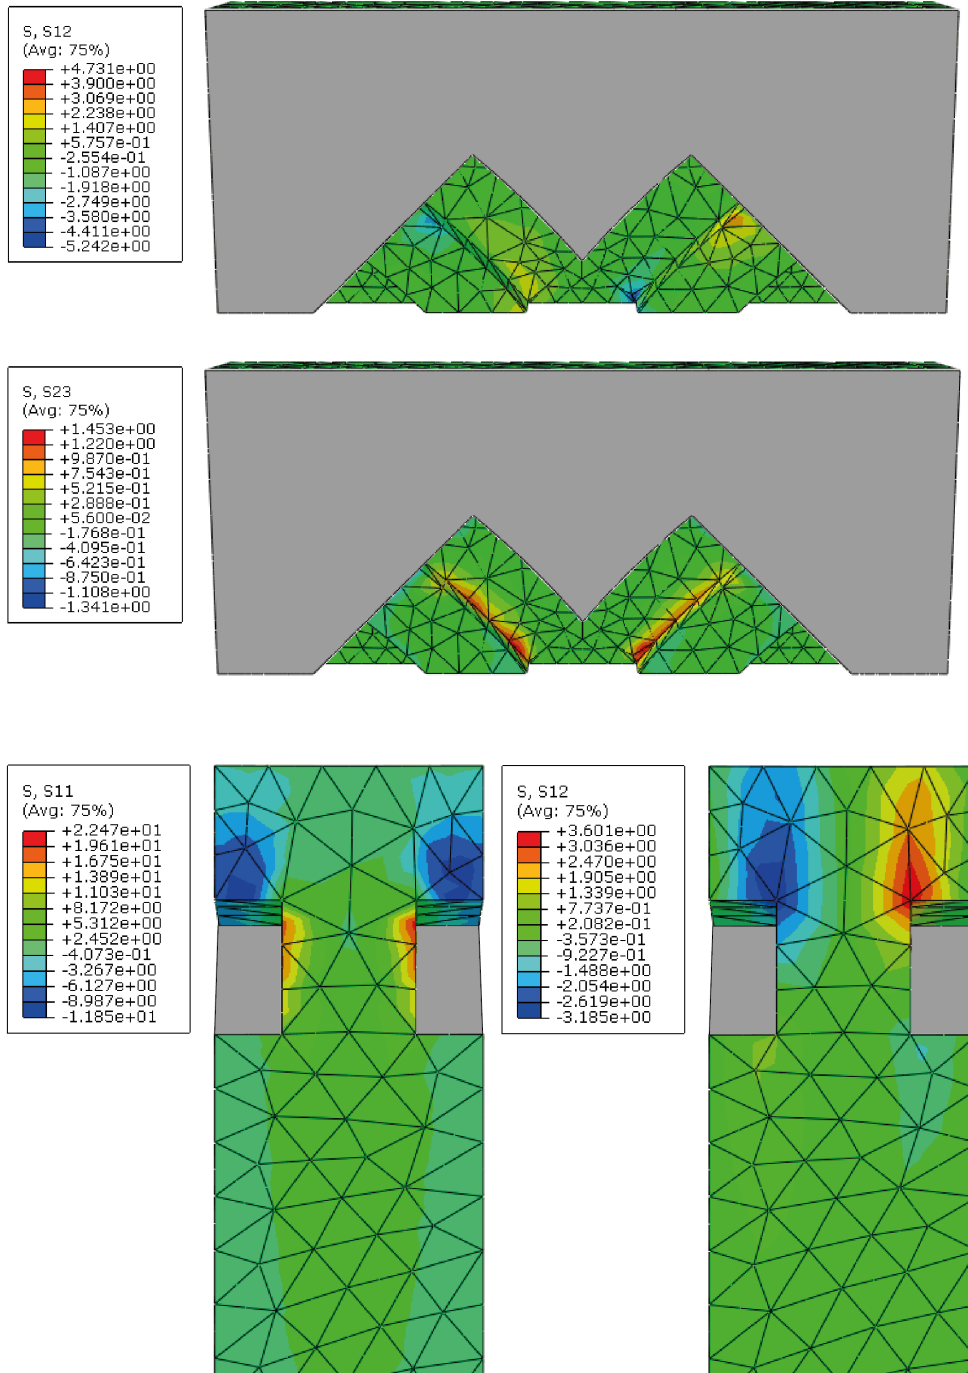 S, S12
(Avg: 75%)
+4.731e+00
+3.900e+00
+3.069e+00
+2.238e+00
+1.407e+00
+5.757e-01
-2.554e-01
-1.087e+00
-1.918e+00
-2.749e+00
-3.580e+00
-4.411e+00
-5.242e+00
S, S23
(Avg: 75%)
+1.453e+00
+1.220e+00
+9.870e-01
+7.543e-01
+5.215e-01
+2.888e-01
+5.600e-02
-1.768e-01
-4.095e-01
-6.423e-01
-8.750e-01
-1.108e+00
-1.341e+00
S, S11
(Avg: 75%)
+2.247e+01
+1.961e+01
+1.675e+01
+1.389e+01
+1.103e+01
+8.172e+00
+5.312e+00
+2.452e+00
-4.073e-01
-3.267e+00
-6.127e+00
-8.987e+00
-1.185e+01
S, S12
(Avg: 75%)
+3.601e+00
+3.036e+00
+2.470e+00
+1.905e+00
+1.339e+00
+7.737e-01
+2.082e-01
-3.573e-01
-9.227e-01
-1.488e+00
-2.054e+00
-2.619e+00
-3.185e+00